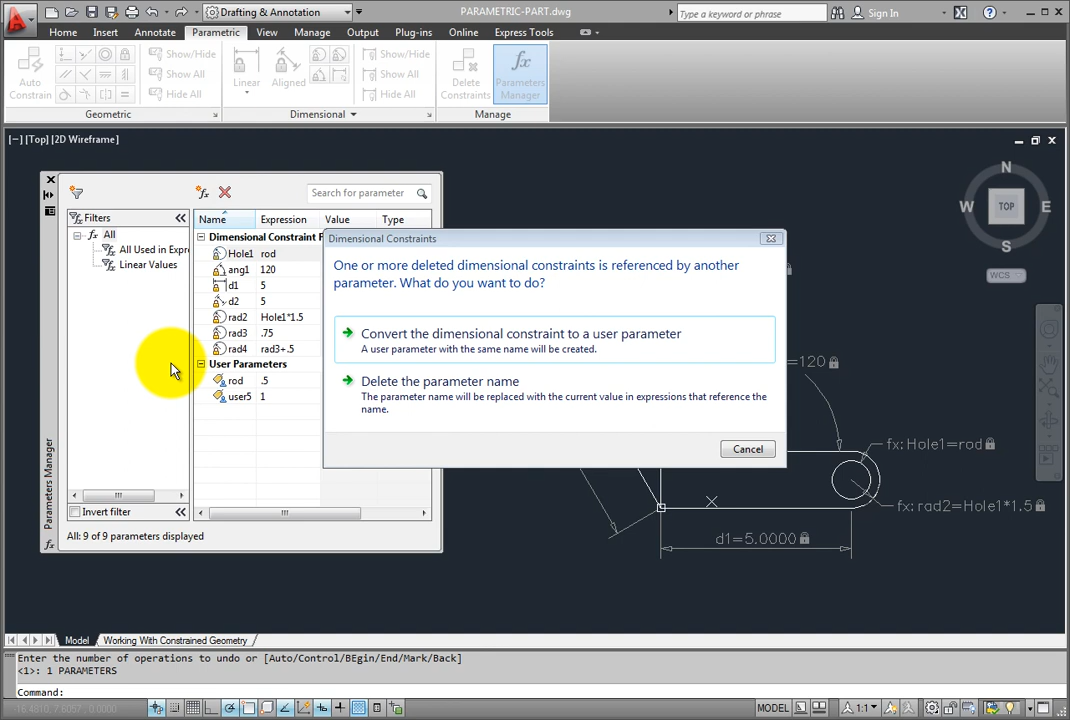 Drafting & Annotation
PARAMETRIC-PART.dwg
Type a keyword or phrase
Sign In
Home Insert Annotate Parametric View Manage Output Plug-ins Online Express Tools
Auto Constrain
Show/Hide
Show All
Hide All
Linear
Aligned
Show/Hide
Show All
Hide All
Delete Constraints
Parameters Manager
Geometric
Dimensional
Manage
[−] [Top] [2D Wireframe]
N
W TOP E
S
WCS
Search for parameter
Filters
All
All Used in Expre
Linear Values
Name Expression Value Type
Dimensional Constraint P
Hole1 rod
ang1 120
d1 5
d2 5
rad2 Hole1*1.5
rad3 .75
rad4 rad3+.5
User Parameters
rod .5
user5 1
Invert filter
All: 9 of 9 parameters displayed
Parameters Manager
Dimensional Constraints
One or more deleted dimensional constraints is referenced by another
parameter. What do you want to do?
Convert the dimensional constraint to a user parameter
A user parameter with the same name will be created.
Delete the parameter name
The parameter name will be replaced with the current value in expressions that reference the
name.
Cancel
=120
fx:Hole1=rod
fx:rad2=Hole1*1.5
d1=5.0000
Model Working With Constrained Geometry
Enter the number of operations to undo or [Auto/Control/BEgin/End/Mark/Back]
<1>: 1 PARAMETERS
Command:
MODEL
1:1